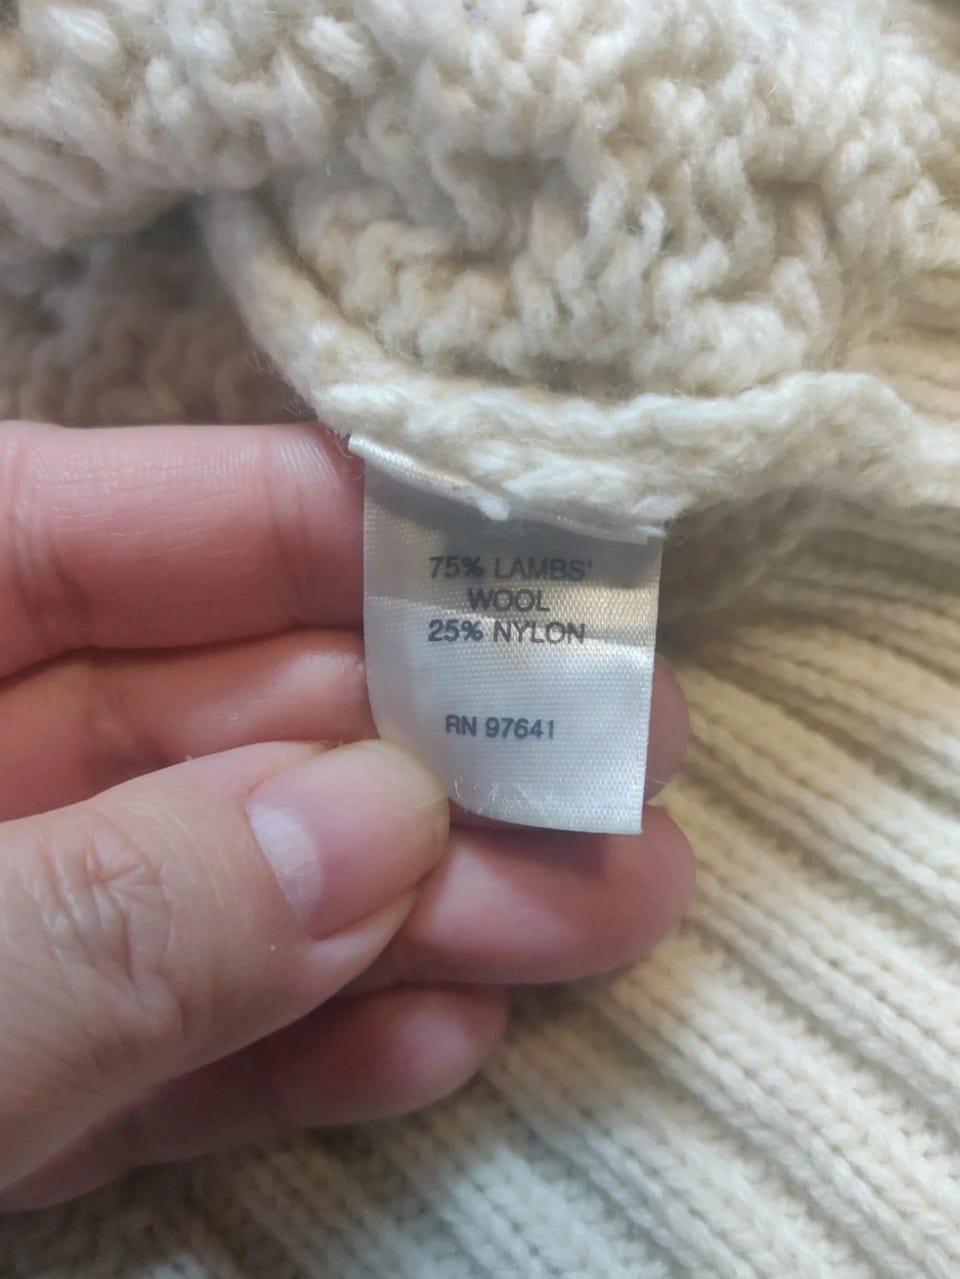 75% LAMBS'
WOOL
25% NYLON
RN 97641